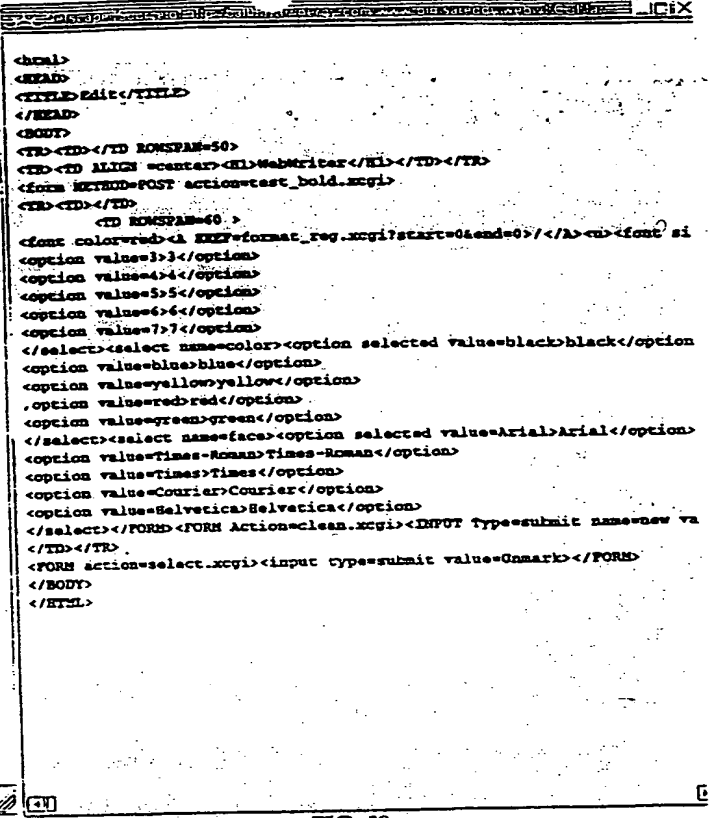 <html>
<HEAD>
<TITLE>Edit</TITLE>
</HEAD>
<BODY>
<TR><TD></TD ROWSPAN=50>
<TR><TD ALIGN =center><H1>WebWriter</H1></TD></TR>
<form METHOD=POST action=test_bold.xcgi>
<TR><TD></TD>
<TD ROWSPAN=60 >
<font color=red><A HREF=format_reg.xcgi?start=0&end=0>/</A><u><font si
<option value=3>3</option>
<option value=4>4</option>
<option value=5>5</option>
<option value=6>6</option>
<option value=7>7</option>
</select><select name=color><option selected value=black>black</option
<option value=blue>blue</option>
<option value=yellow>yellow</option>
,option value=red>red</option>
<option value=green>green</option>
</select><select name=face><option selected value=Arial>Arial</option>
<option value=Times-Roman>Times-Roman</option>
<option value=Times>Times</option>
<option value=Courier>Courier</option>
<option value=Helvetica>Helvetica</option>
</select></FORM><FORM Action=clean.xcgi><INPUT Type=submit name=new va
</TD></TR>
<FORM action=select.xcgi><input type=submit value=Unmark></FORM>
</BODY>
</HTML>